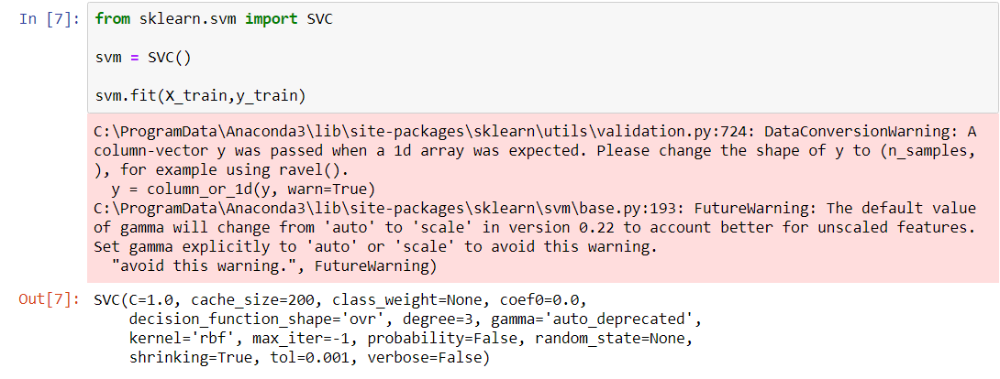 In [7]: from sklearn.svm import SVC
svm = SVC()
svm.fit(X_train,y_train)
C:\ProgramData\Anaconda3\lib\site-packages\sklearn\utils\validation.py:724: DataConversionWarning: A
column-vector y was passed when a 1d array was expected. Please change the shape of y to (n_samples,
), for example using ravel().
  y = column_or_1d(y, warn=True)
C:\ProgramData\Anaconda3\lib\site-packages\sklearn\svm\base.py:193: FutureWarning: The default value
of gamma will change from 'auto' to 'scale' in version 0.22 to account better for unscaled features.
Set gamma explicitly to 'auto' or 'scale' to avoid this warning.
  "avoid this warning.", FutureWarning)
Out[7]: SVC(C=1.0, cache_size=200, class_weight=None, coef0=0.0,
    decision_function_shape='ovr', degree=3, gamma='auto_deprecated',
    kernel='rbf', max_iter=-1, probability=False, random_state=None,
    shrinking=True, tol=0.001, verbose=False)